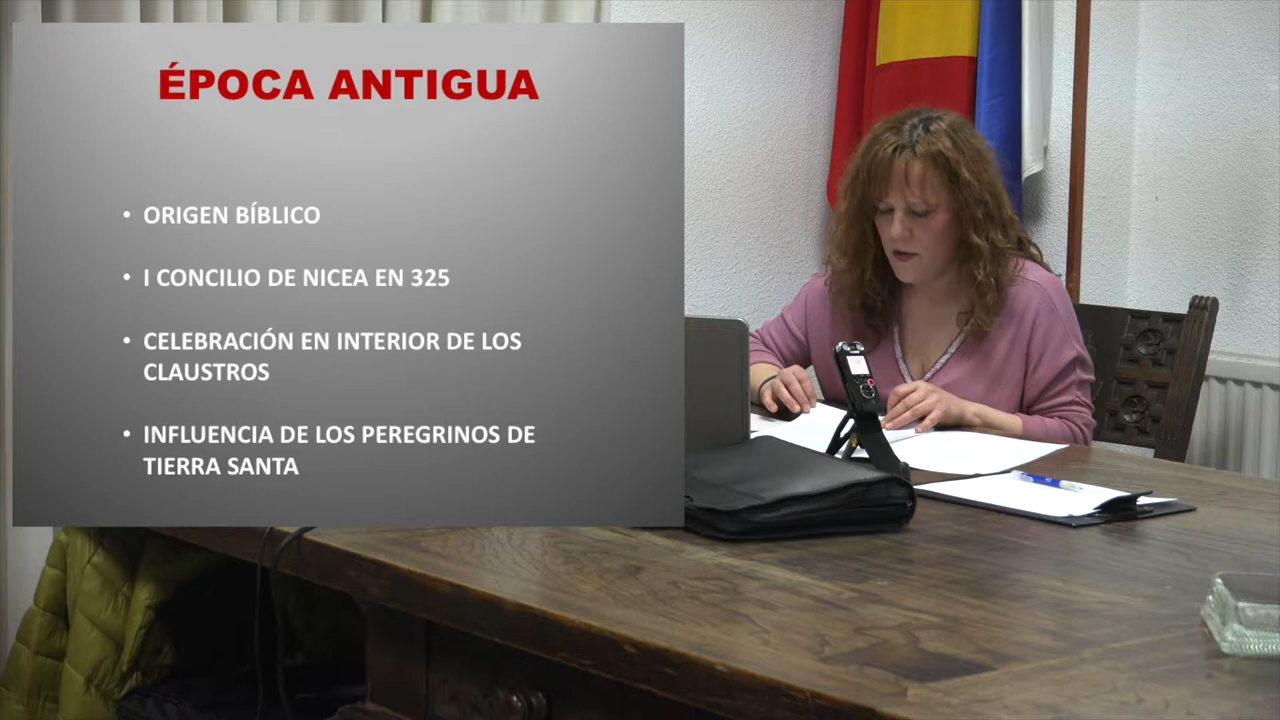 ÉPOCA ANTIGUA
• ORIGEN BÍBLICO
• I CONCILIO DE NICEA EN 325
• CELEBRACIÓN EN INTERIOR DE LOS
CLAUSTROS
• INFLUENCIA DE LOS PEREGRINOS DE
TIERRA SANTA